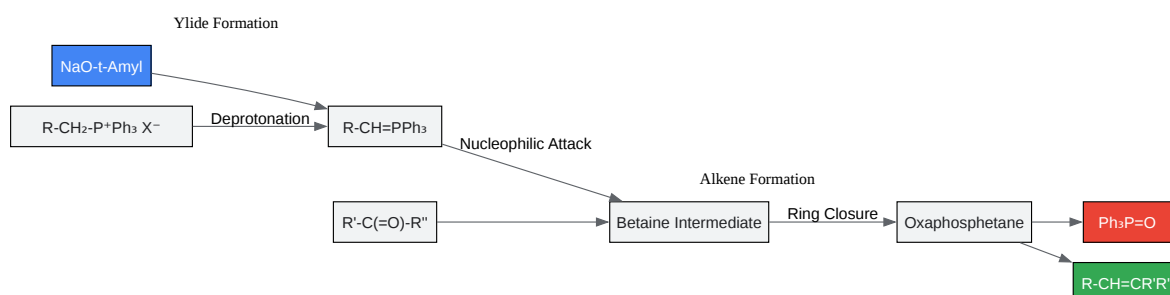 Ylide Formation
NaO-t-Amyl
R-CH₂-P⁺Ph₃ X⁻
Deprotonation
R-CH=PPh₃
Nucleophilic Attack
Alkene Formation
R'-C(=O)-R"
Betaine Intermediate
Ring Closure
Oxaphosphetane
Ph₃P=O
R-CH=CR'R"